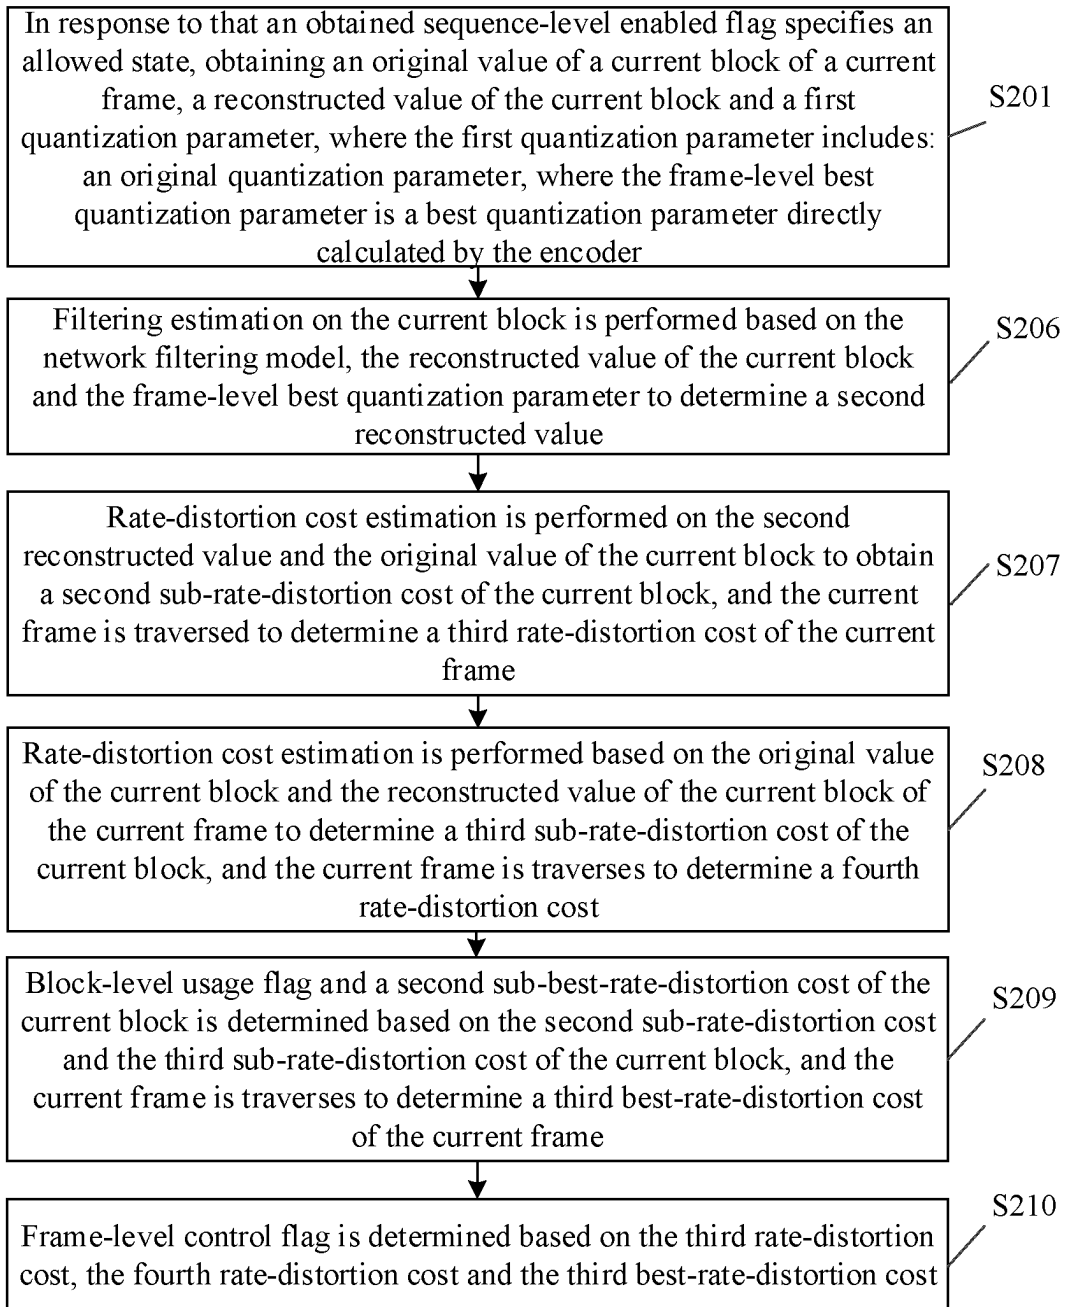 In response to that an obtained sequence-level enabled flag specifies
an allowed state, obtaining an original value of a current block of a current
frame, a reconstructed value of the current block and a first
quantization parameter, where the first quantization parameter includes:
an original quantization parameter, where the frame-level best
quantization parameter is a best quantization parameter directly
calculated by the encoder
S201
Filtering estimation on the current block is performed based on the
network filtering model, the reconstructed value of the current block
and the frame-level best quantization parameter to determine a second
reconstructed value
S206
Rate-distortion cost estimation is performed on the second
reconstructed value and the original value of the current block to obtain
a second sub-rate-distortion cost of the current block, and the current
frame is traversed to determine a third rate-distortion cost of the current
frame
S207
Rate-distortion cost estimation is performed based on the original value
of the current block and the reconstructed value of the current block of
the current frame to determine a third sub-rate-distortion cost of the
current block, and the current frame is traverses to determine a fourth
rate-distortion cost
S208
Block-level usage flag and a second sub-best-rate-distortion cost of the
current block is determined based on the second sub-rate-distortion cost
and the third sub-rate-distortion cost of the current block, and the
current frame is traverses to determine a third best-rate-distortion cost
of the current frame
S209
Frame-level control flag is determined based on the third rate-distortion
cost, the fourth rate-distortion cost and the third best-rate-distortion cost
S210